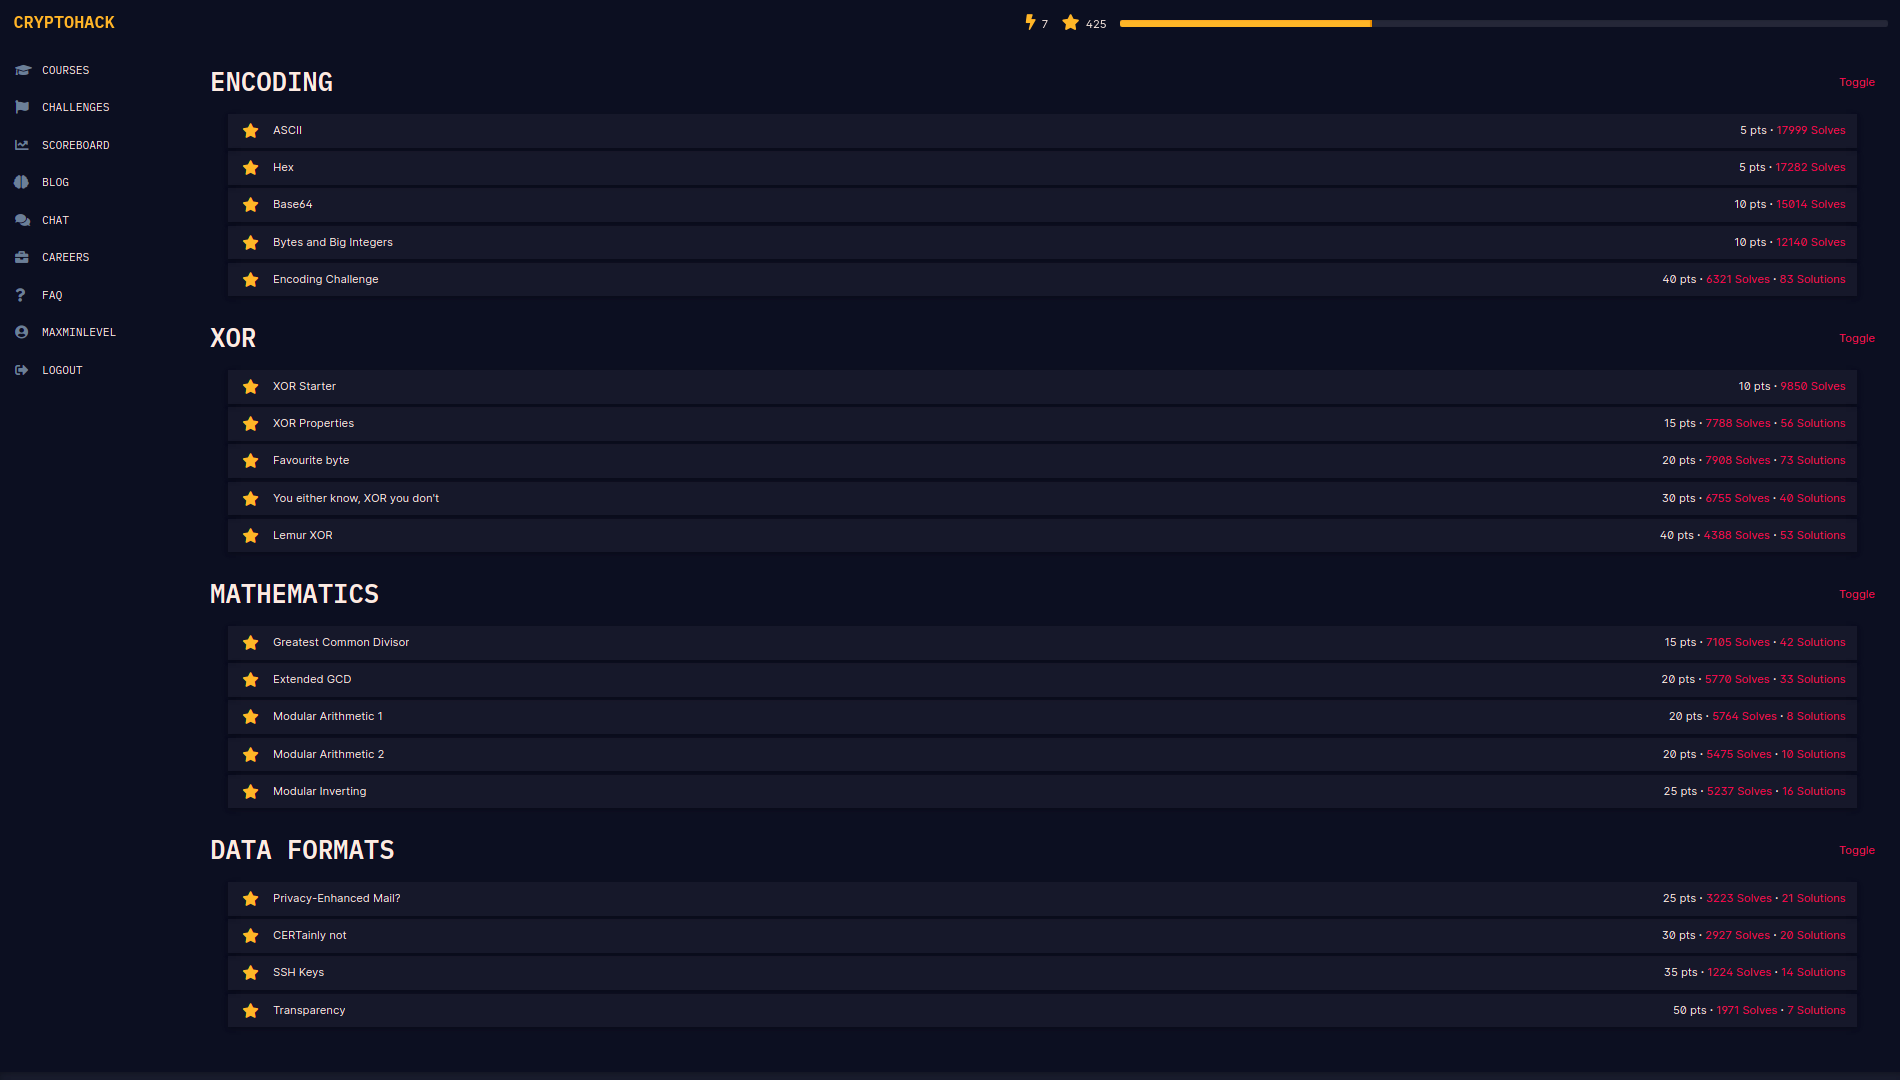 CRYPTOHACK
7 425
COURSES
CHALLENGES
SCOREBOARD
BLOG
CHAT
CAREERS
FAQ
MAXMINLEVEL
LOGOUT
ENCODING Toggle
ASCII 5 pts · 17999 Solves
Hex 5 pts · 17282 Solves
Base64 10 pts · 15014 Solves
Bytes and Big Integers 10 pts · 12140 Solves
Encoding Challenge 40 pts · 6321 Solves · 83 Solutions
XOR Toggle
XOR Starter 10 pts · 9850 Solves
XOR Properties 15 pts · 7788 Solves · 56 Solutions
Favourite byte 20 pts · 7908 Solves · 73 Solutions
You either know, XOR you don't 30 pts · 6755 Solves · 40 Solutions
Lemur XOR 40 pts · 4388 Solves · 53 Solutions
MATHEMATICS Toggle
Greatest Common Divisor 15 pts · 7105 Solves · 42 Solutions
Extended GCD 20 pts · 5770 Solves · 33 Solutions
Modular Arithmetic 1 20 pts · 5764 Solves · 8 Solutions
Modular Arithmetic 2 20 pts · 5475 Solves · 10 Solutions
Modular Inverting 25 pts · 5237 Solves · 16 Solutions
DATA FORMATS Toggle
Privacy-Enhanced Mail? 25 pts · 3223 Solves · 21 Solutions
CERTainly not 30 pts · 2927 Solves · 20 Solutions
SSH Keys 35 pts · 1224 Solves · 14 Solutions
Transparency 50 pts · 1971 Solves · 7 Solutions